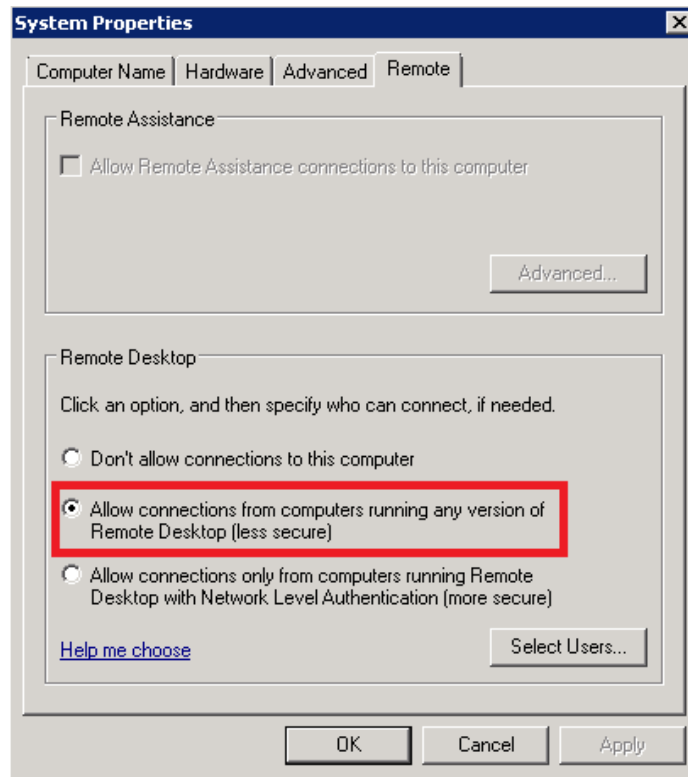 System Properties
Computer Name
Hardware
Advanced
Remote
Remote Assistance
Allow Remote Assistance connections to this computer
Advanced...
Remote Desktop
Click an option, and then specify who can connect, if needed.
Don't allow connections to this computer
Allow connections from computers running any version of
Remote Desktop (less secure)
Allow connections only from computers running Remote
Desktop with Network Level Authentication (more secure)
Help me choose
Select Users...
OK
Cancel
Apply